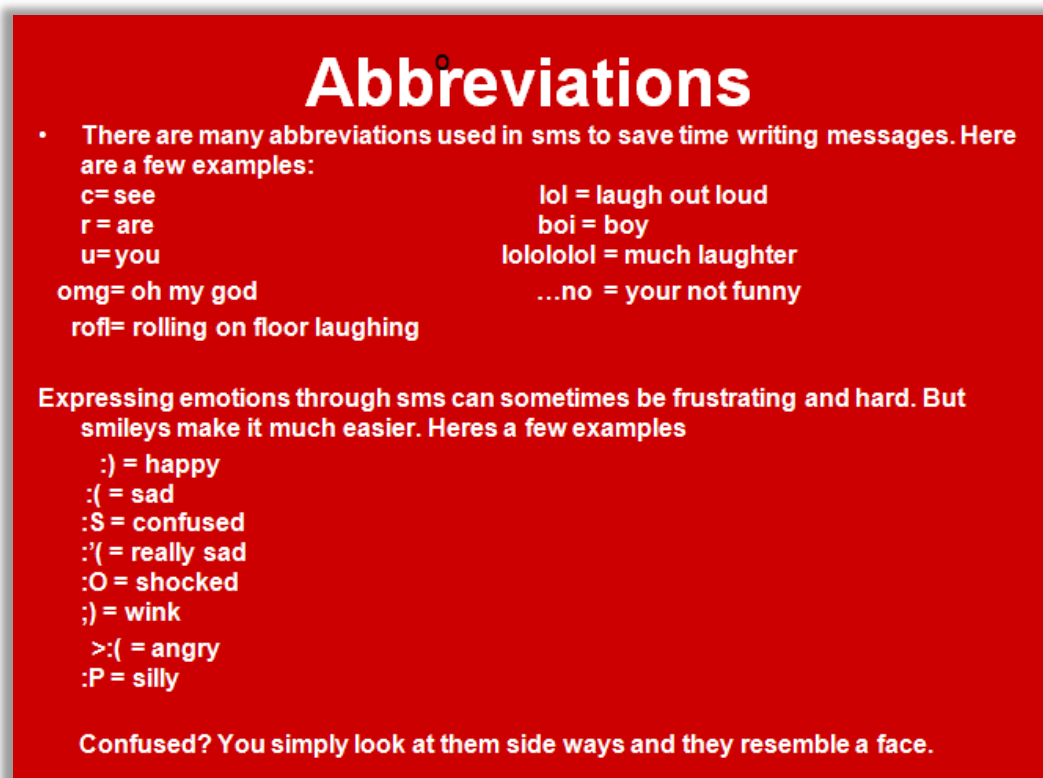 Abbreviations
o
• There are many abbreviations used in sms to save time writing messages. Here
are a few examples:
c= see lol = laugh out loud
r = are boi = boy
u= you lolololol = much laughter
omg= oh my god …no = your not funny
rofl= rolling on floor laughing
Expressing emotions through sms can sometimes be frustrating and hard. But
smileys make it much easier. Heres a few examples
:) = happy
:( = sad
:S = confused
:’( = really sad
:O = shocked
;) = wink
>:( = angry
:P = silly
Confused? You simply look at them side ways and they resemble a face.